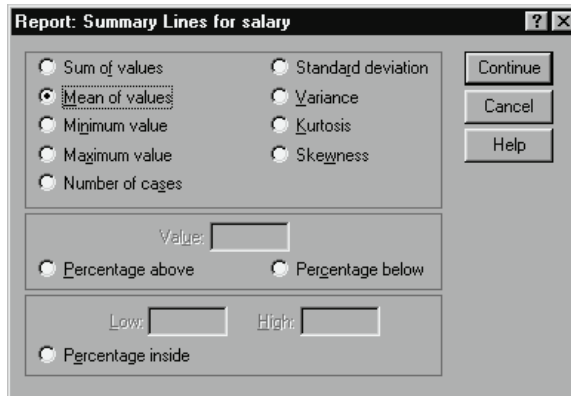 Report: Summary Lines for salary
Sum of values
Mean of values
Minimum value
Maximum value
Number of cases
Standard deviation
Variance
Kurtosis
Skewness
Value:
Percentage above
Percentage below
Low:
High:
Percentage inside
Continue
Cancel
Help